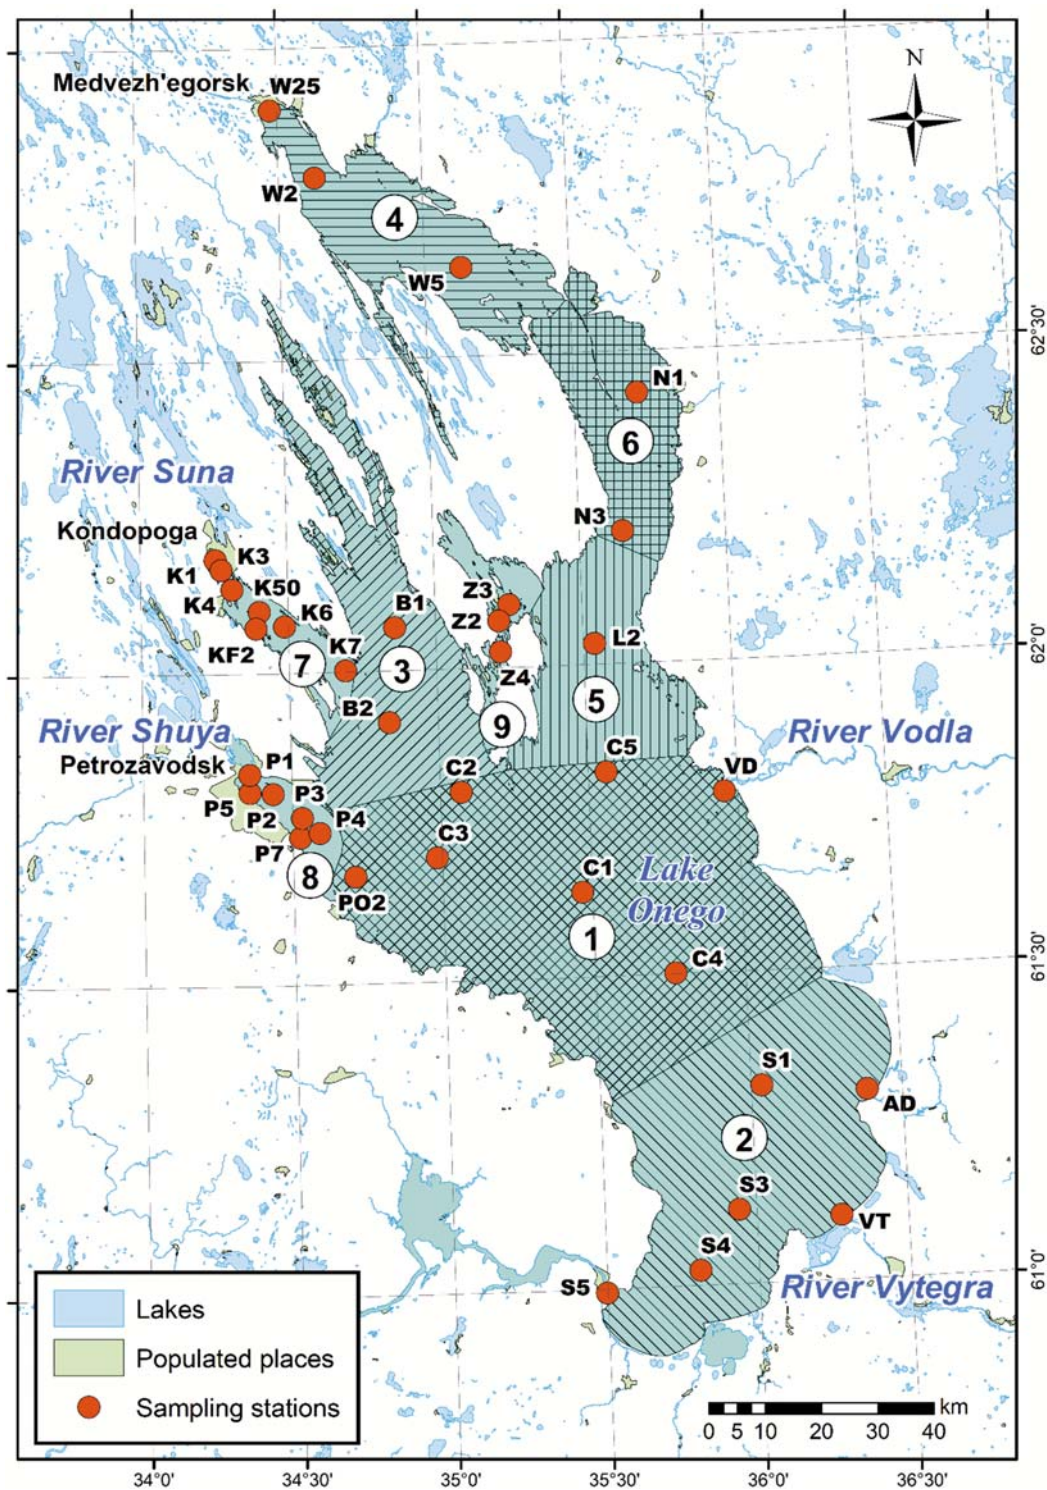 N
Medvezh'egorsk
W25
W2
4
W5
62°30'
N1
6
River Suna
N3
Kondopoga
K3
K1
K50
Z3
K4
B1
K6
Z2
62°0'
L2
KF2
K7
7
3
Z4
B2
5
9
River Shuya
River Vodla
Petrozavodsk
P1
C5
C2
VD
P3
P5
P2
P4
C3
P7
8
C1
Lake
Onego
PO2
1
C4
61°30'
S1
AD
2
S3
VT
S4
61°0'
S5
River Vytegra
Lakes
Populated places
Sampling stations
km
0 5 10 20 30 40
34°0' 34°30' 35°0' 35°30' 36°0' 36°30'